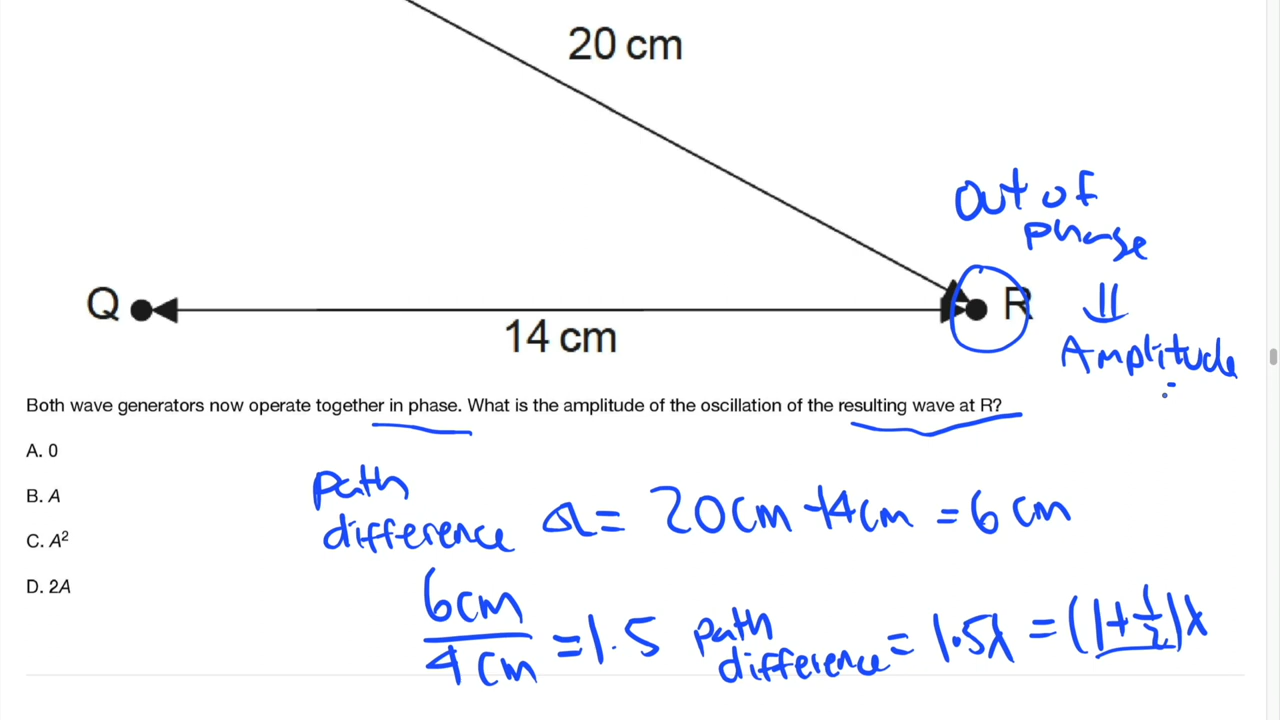 20 cm
out of
phase
Q
R
14 cm
⇓
Amplitude
Both wave generators now operate together in phase. What is the amplitude of the oscillation of the resulting wave at R?
A. 0
B. A
C. A²
D. 2A
path
difference = 20cm - 14cm = 6 cm
6cm/4cm = 1.5
path
difference = 1.5λ = (1+1/2)λ